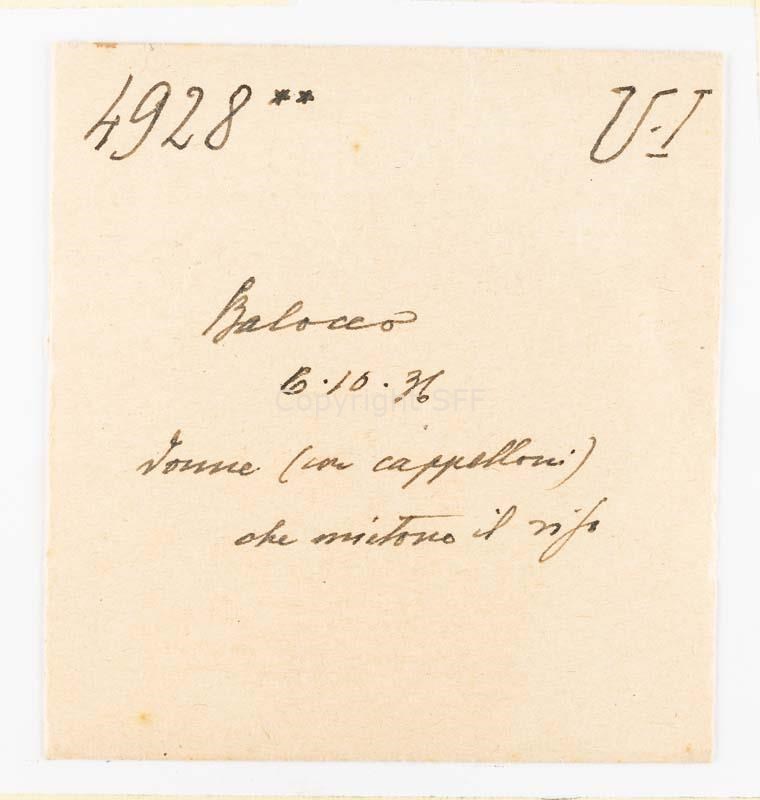 4928 ** U-I
Balocco
6.10.36
Copyright SFF
donne (con cappelloni)
che mietono il riso